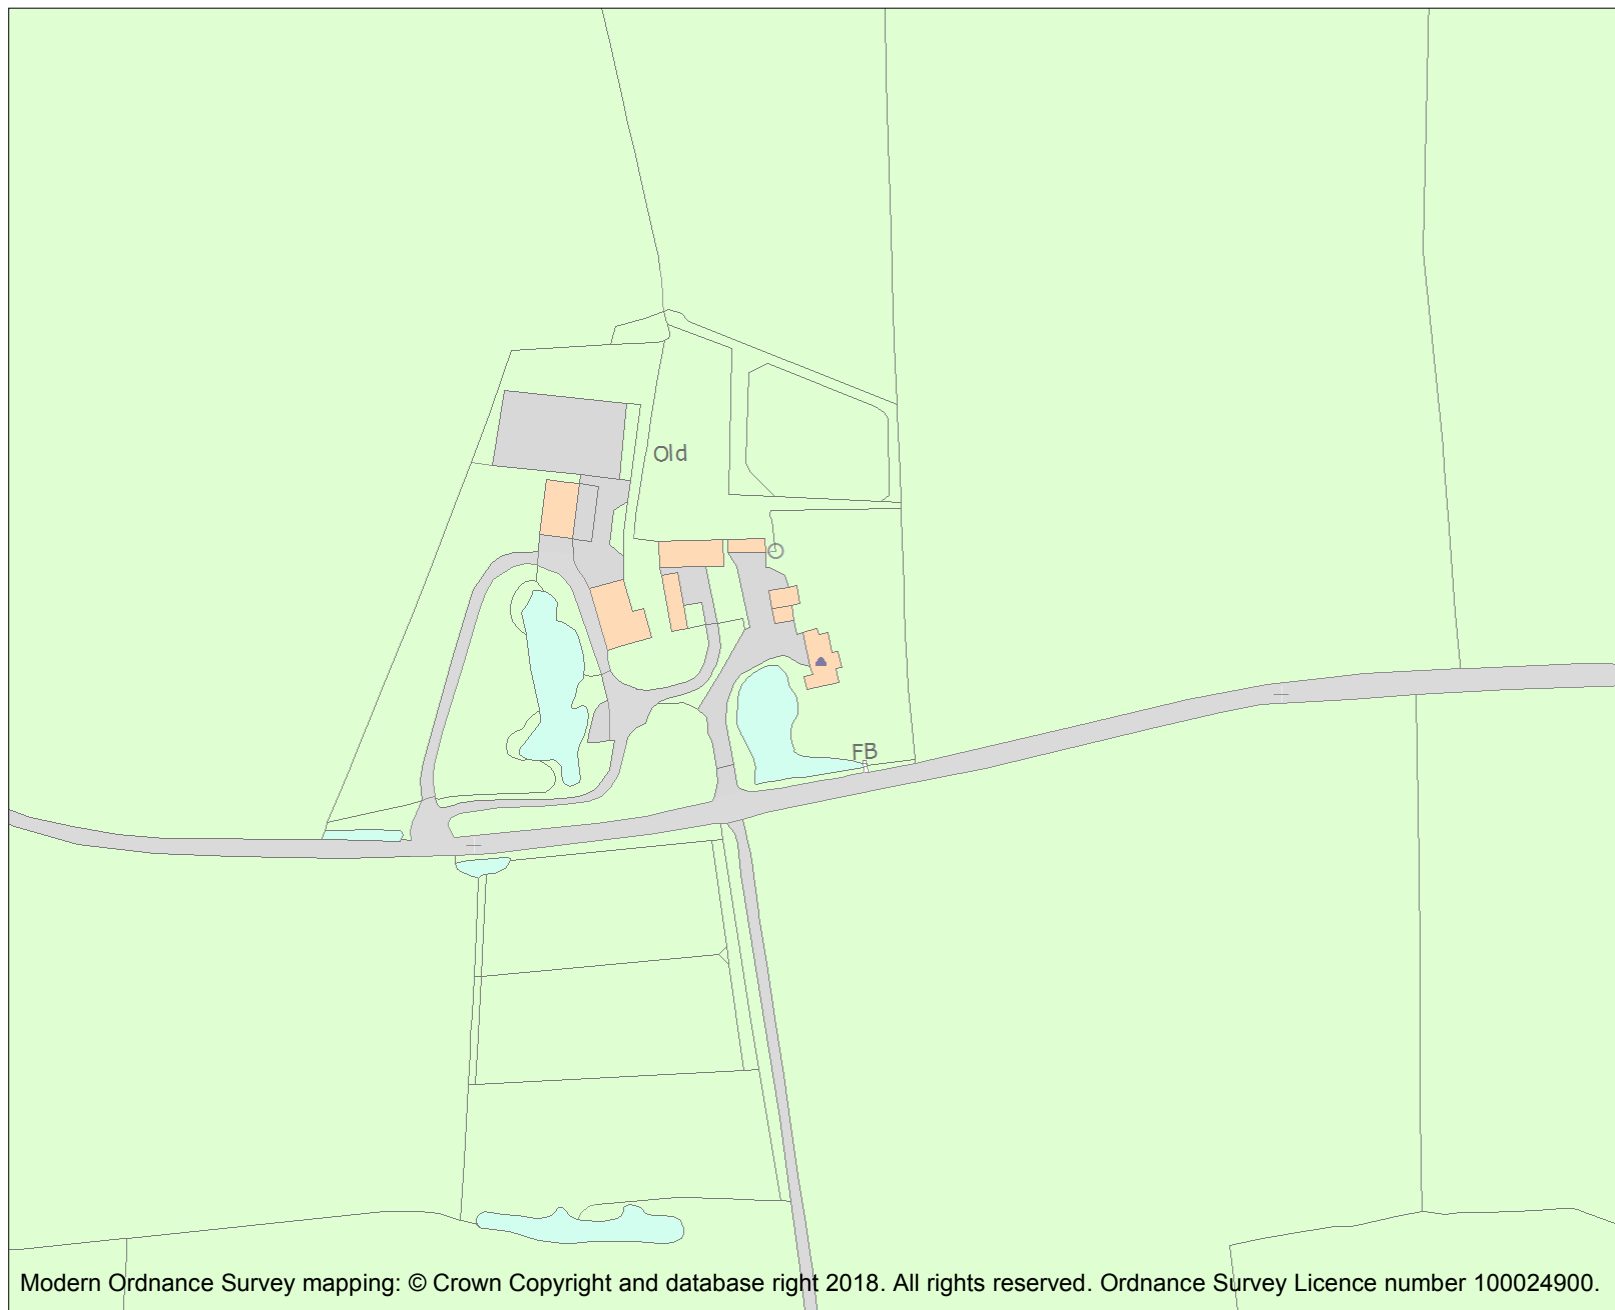 Old
FB
Modern Ordnance Survey mapping: © Crown Copyright and database right 2018. All rights reserved. Ordnance Survey Licence number 100024900.